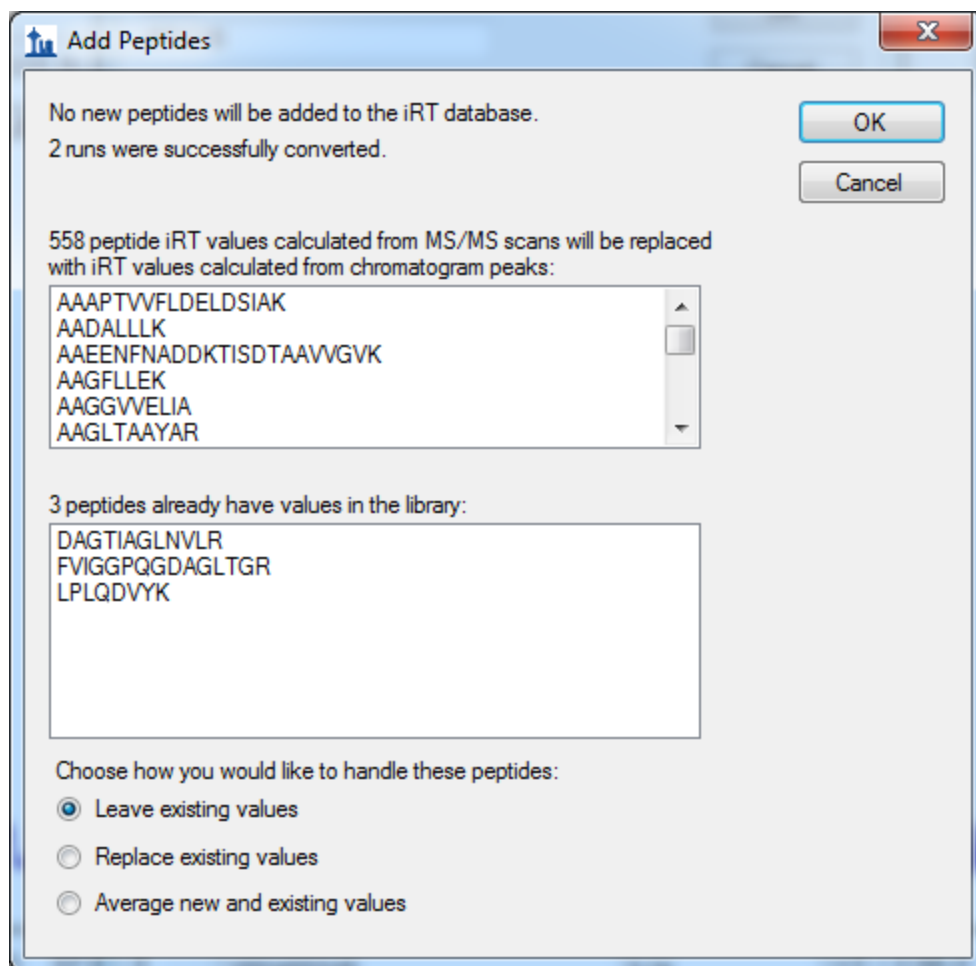 Add Peptides
No new peptides will be added to the iRT database.
2 runs were successfully converted.
OK
Cancel
558 peptide iRT values calculated from MS/MS scans will be replaced
with iRT values calculated from chromatogram peaks:
AAAPTVVFLDELDSIAK
AADALLLK
AAEENFNADDKTISDTAAVVGVK
AAGFLLEK
AAGGVVELIA
AAGLTAAYAR
3 peptides already have values in the library:
DAGTIAGLNVLR
FVIGGPQGDAGLTGR
LPLQDVYK
Choose how you would like to handle these peptides:
Leave existing values
Replace existing values
Average new and existing values